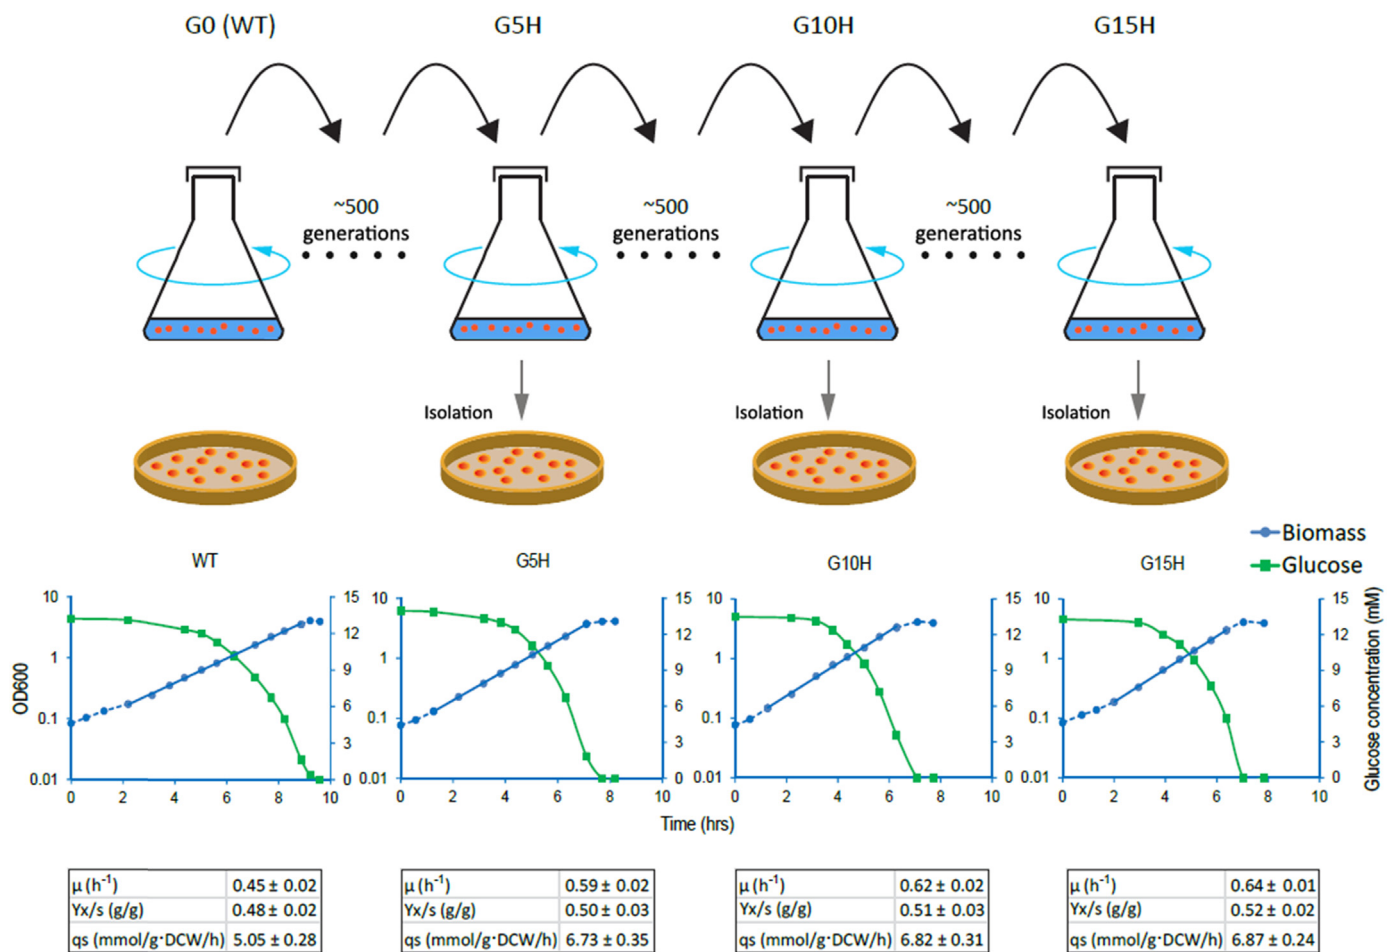 G0 (WT) G5H G10H G15H
~500 ~500 ~500
generations generations generations
Isolation Isolation Isolation
Biomass
Glucose
WT G5H G10H G15H
OD600
10 1 0.1 0.01
15 12 9 6 3 0
0 2 4 6 8 10
10 1 0.1 0.01
15 12 9 6 3 0
0 2 4 6 8 10
10 1 0.1 0.01
15 12 9 6 3 0
0 2 4 6 8 10
10 1 0.1 0.01
15 12 9 6 3 0
0 2 4 6 8 10
Glucose concentration (mM)
Time (hrs)
μ (h⁻¹) 0.45 ± 0.02
Yx/s (g/g) 0.48 ± 0.02
qs (mmol/g·DCW/h) 5.05 ± 0.28
μ (h⁻¹) 0.59 ± 0.02
Yx/s (g/g) 0.50 ± 0.03
qs (mmol/g·DCW/h) 6.73 ± 0.35
μ (h⁻¹) 0.62 ± 0.02
Yx/s (g/g) 0.51 ± 0.03
qs (mmol/g·DCW/h) 6.82 ± 0.31
μ (h⁻¹) 0.64 ± 0.01
Yx/s (g/g) 0.52 ± 0.02
qs (mmol/g·DCW/h) 6.87 ± 0.24